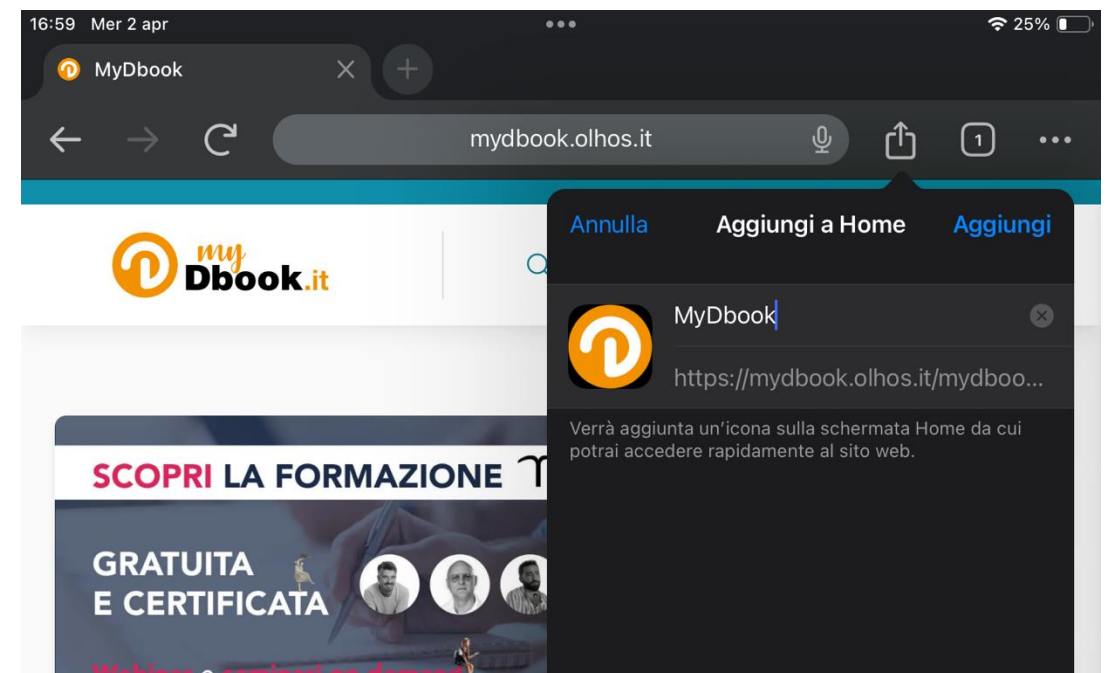 16:59 Mer 2 apr
25%
MyDbook
mydbook.olhos.it
1
my
Dbook.it
Annulla Aggiungi a Home Aggiungi
MyDbook
https://mydbook.olhos.it/mydboo...
Verrà aggiunta un'icona sulla schermata Home da cui
potrai accedere rapidamente al sito web.
SCOPRI LA FORMAZIONE
GRATUITA
E CERTIFICATA